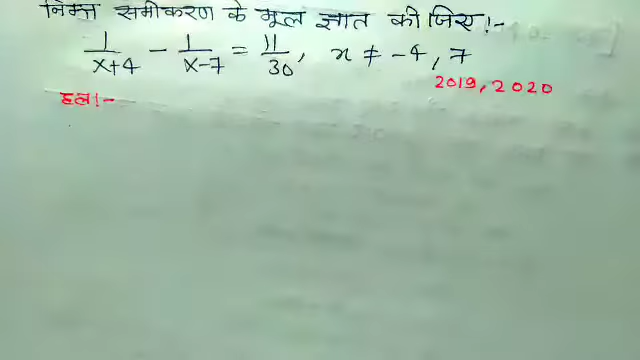 निम्न समीकरण के मूल ज्ञात कीजिए:-
1/x+4 - 1/x-7 = 11/30, x ≠ -4, 7
2019, 2020
हल:-